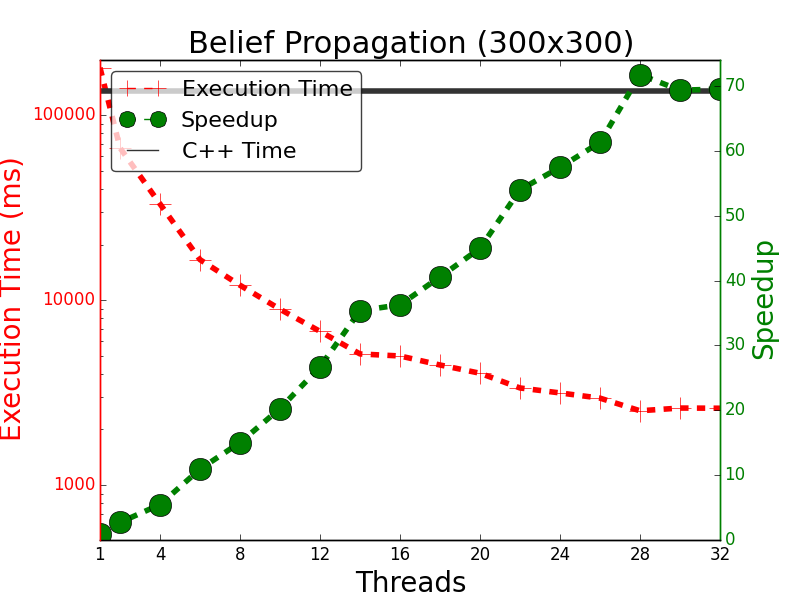 Belief Propagation (300x300)
Execution Time
Speedup
C++ Time
100000
10000
1000
Execution Time (ms)
70
60
50
40
30
20
10
0
Speedup
1 4 8 12 16 20 24 28 32
Threads